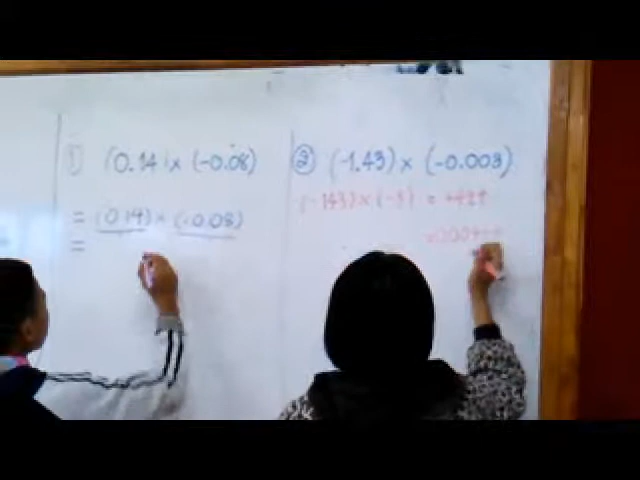 ① (0.14) x (-0.08)
= (0.14) x (-0.08)
=
② (-1.43) x (-0.003)
(-143) x (-3) = +429